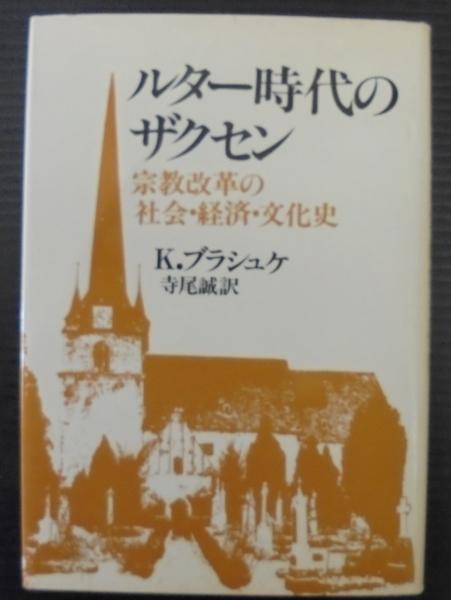 ルター時代の
ザクセン
宗教改革の
社会・経済・文化史
K.ブラシュケ
寺尾誠訳